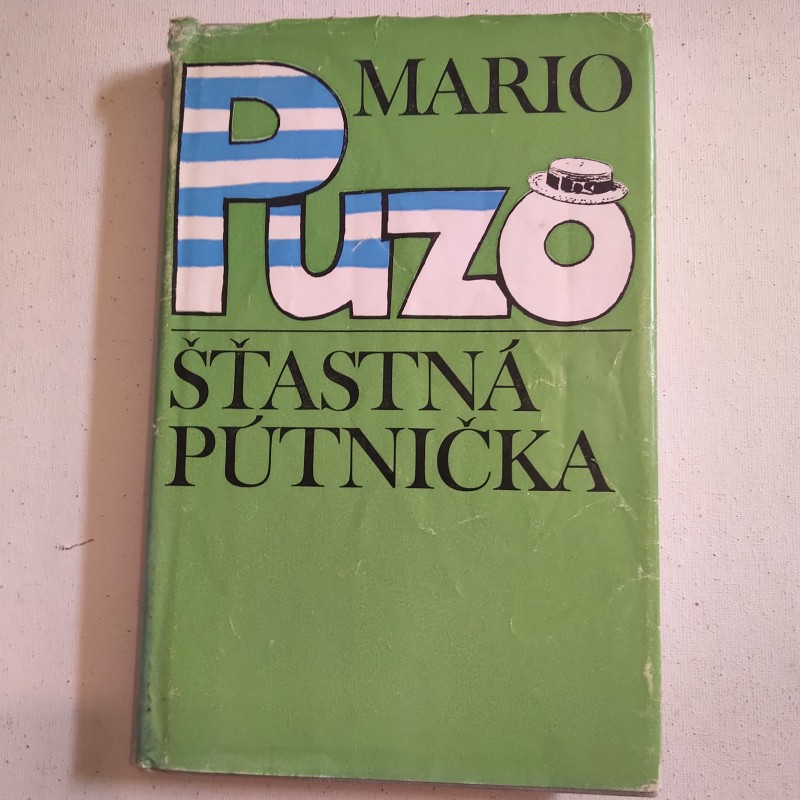 MARIO
Puzo
ŠŤASTNÁ
PÚTNIČKA